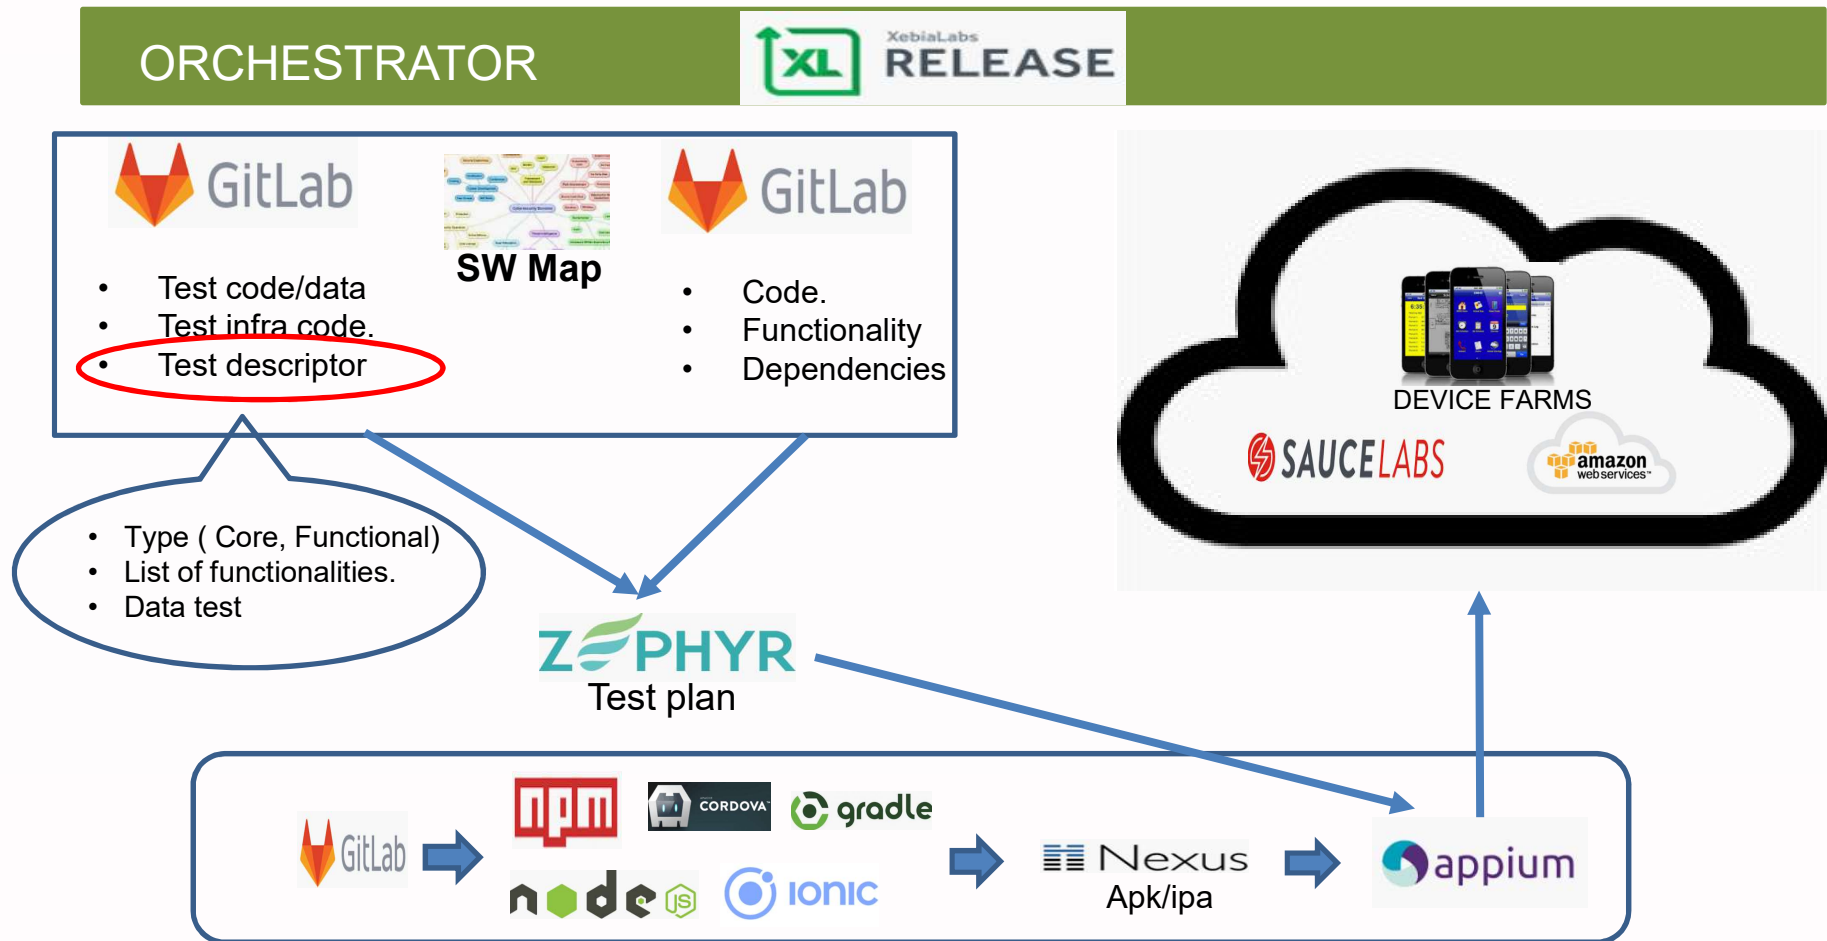 ORCHESTRATOR
XebiaLabs
XL RELEASE
GitLab
• Test code/data
• Test infra code.
• Test descriptor
SW Map
GitLab
• Code.
• Functionality
• Dependencies
• Type ( Core, Functional)
• List of functionalities.
• Data test
DEVICE FARMS
SAUCELABS
amazon
webservices™
ZEPHYR
Test plan
GitLab
npm
CORDOVA™
gradle
node JS
IONIC
Nexus
Apk/ipa
appium